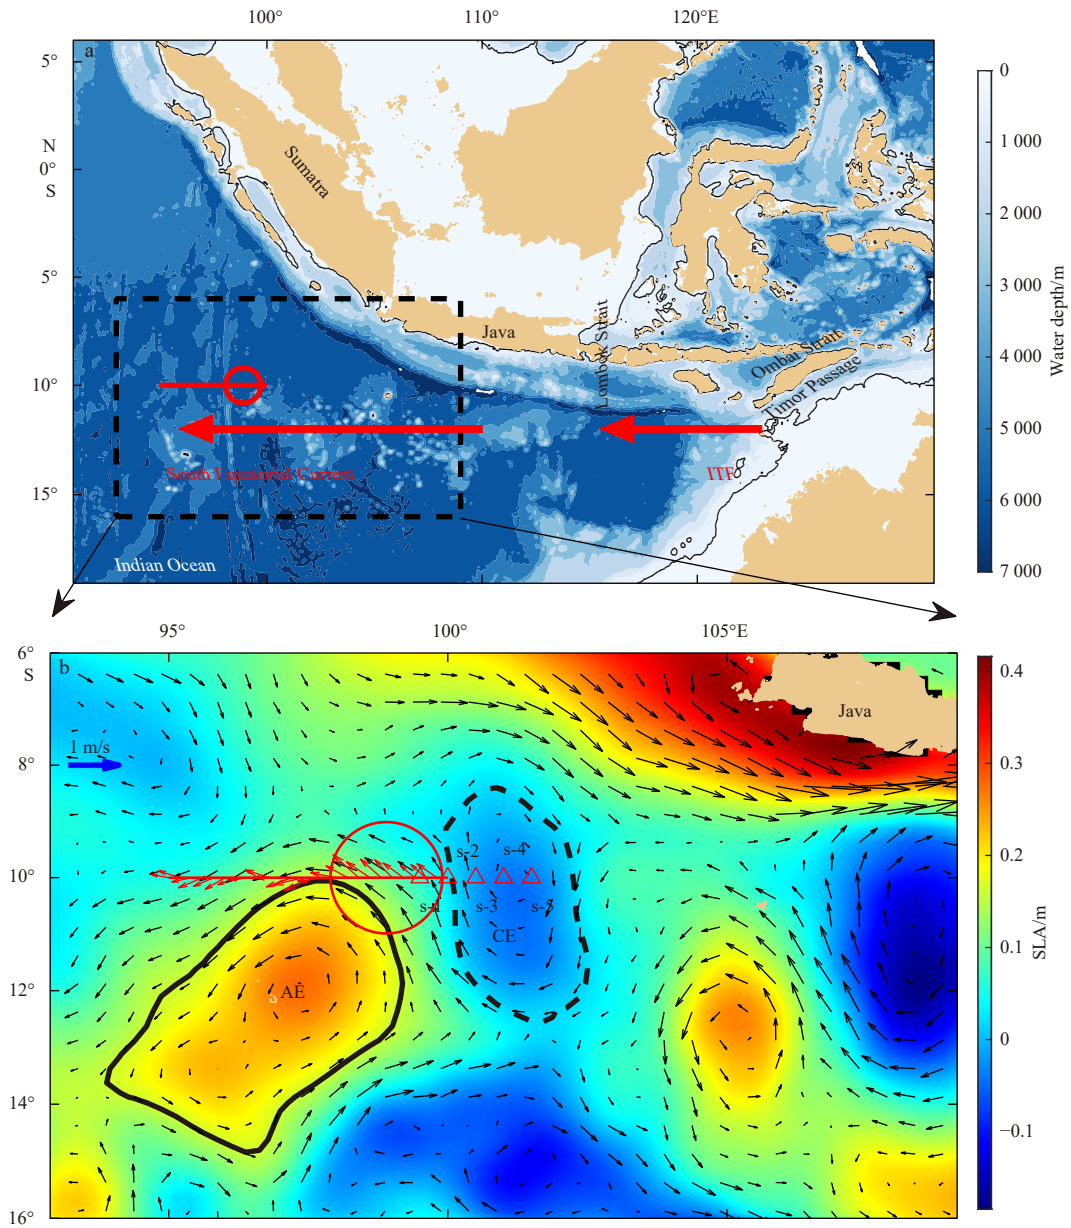 100°
110°
120°E
a
5°
N
0°
S
5°
10°
15°
Sumatra
Java
Lombok Strait
Ombai Strait
Timor Passage
South Equatorial Current
ITF
Indian Ocean
0
1 000
2 000
3 000
4 000
5 000
6 000
7 000
Water depth/m
95°
100°
105°E
b
6°
S
8°
10°
12°
14°
16°
1 m/s
Java
s-2
s-4
s-1
s-3
s-5
CE
AE
0.4
0.3
0.2
0.1
0
−0.1
SLA/m